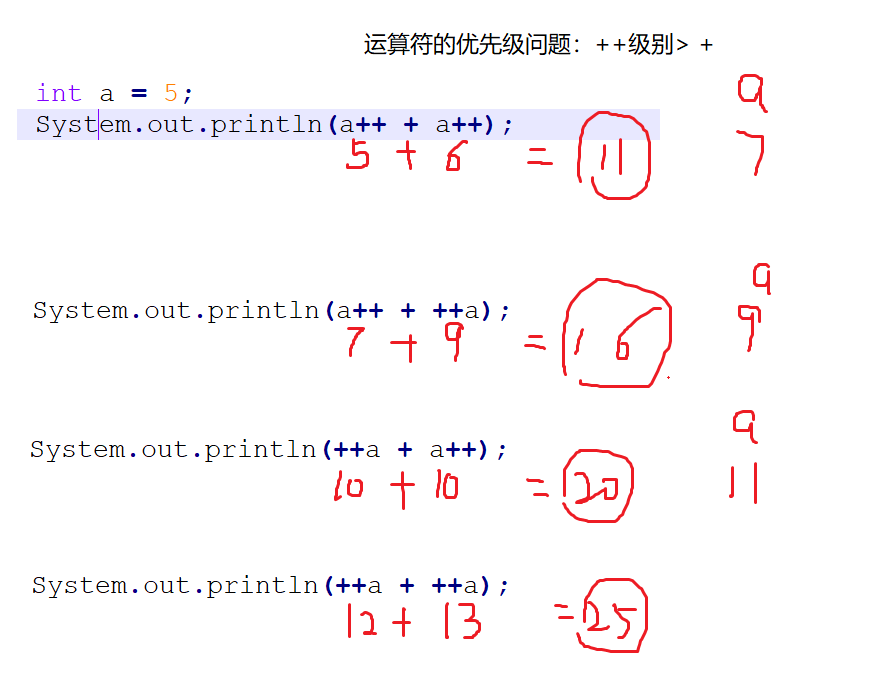 运算符的优先级问题：++级别> +
int a = 5;
a
System.out.println(a++ + a++);
5 + 6 = 11
7
a
System.out.println(a++ + ++a);
9
7 + 9 = 16
a
System.out.println(++a + a++);
10 + 10 = 20
11
System.out.println(++a + ++a);
12 + 13 = 25